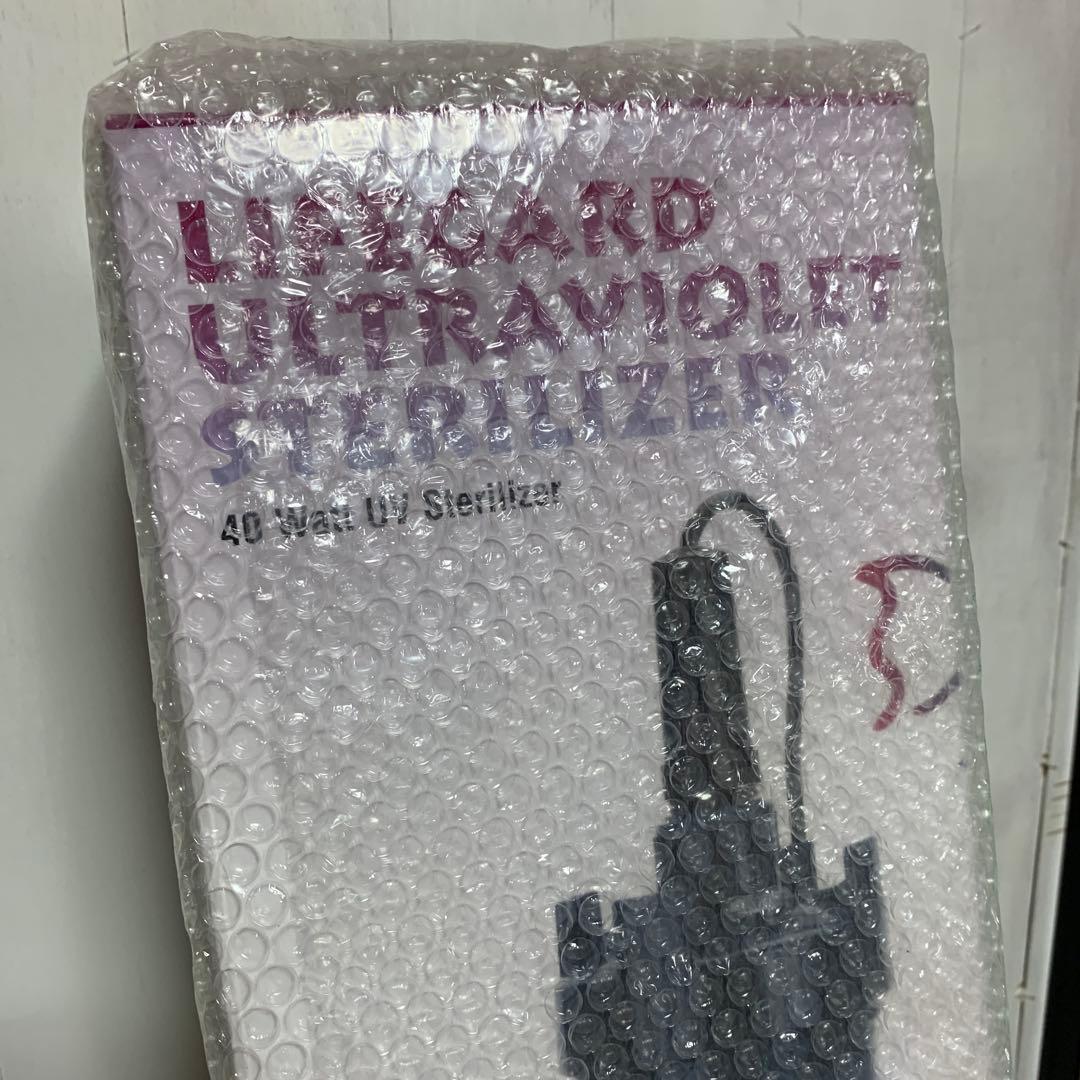 LIFEGARD
ULTRAVIOLET
STERILIZER
40 Watt UV Sterilizer